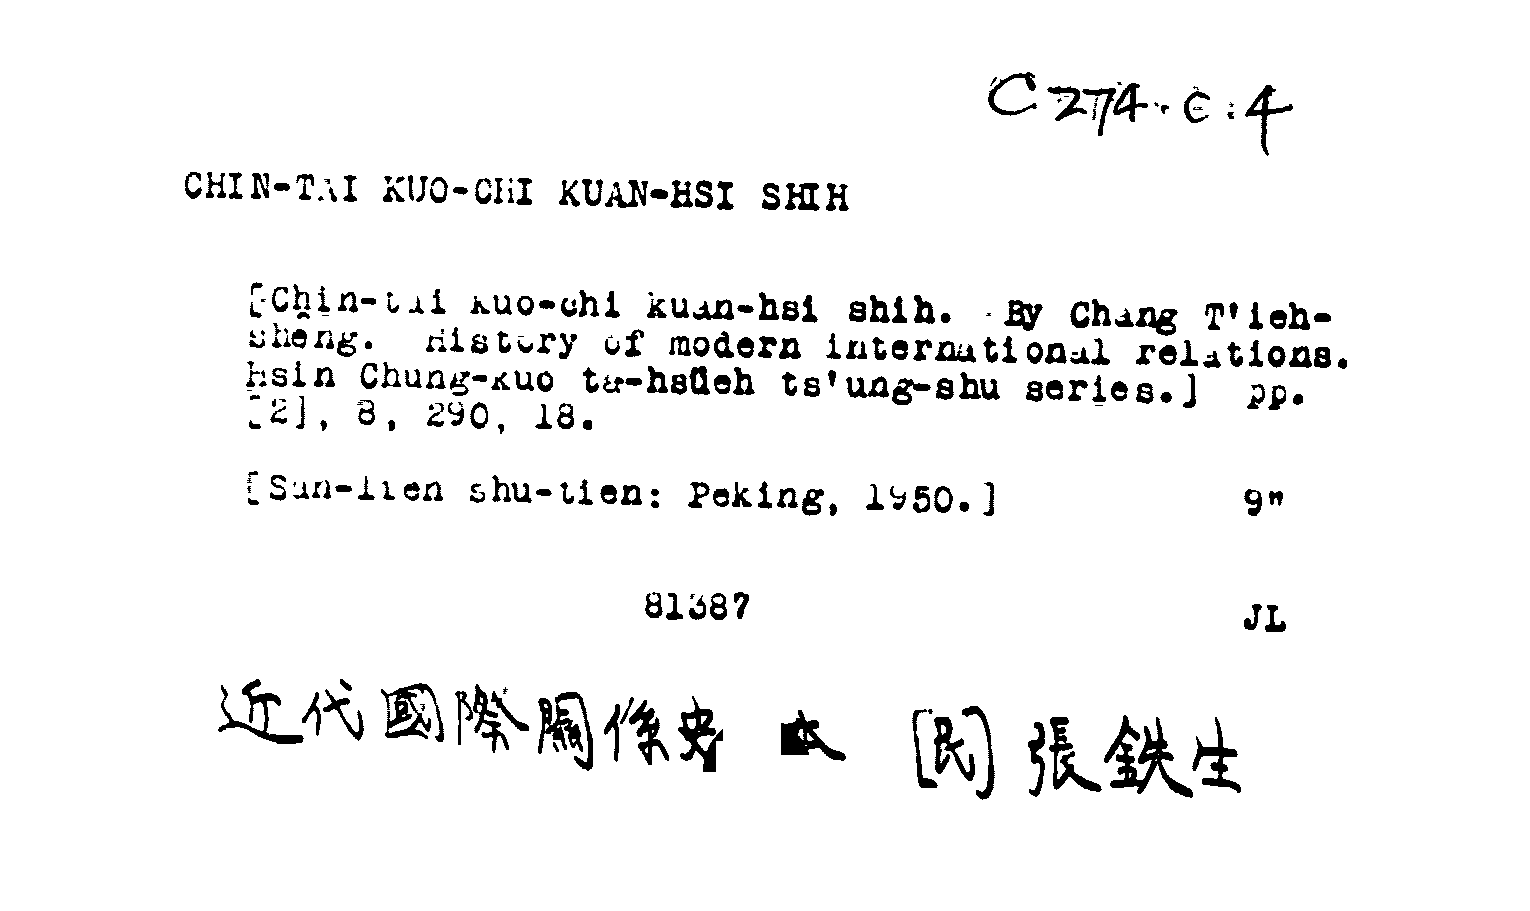 C 274.c.4
CHIN-TAI KUO-CHI KUAN-HSI SHIH
[Chin-tai kuo-chi kuan-hsi shih. By Chang T'ieh-
sheng. History of modern international relations.
Hsin Chung-kuo ta-hsüeh ts'ung-shu series.] pp.
[2], 8, 290, 18.
[San-lien shu-tien: Peking, 1950.] 9"
81387 JL
近代國際關係史 [民] 張鉄生